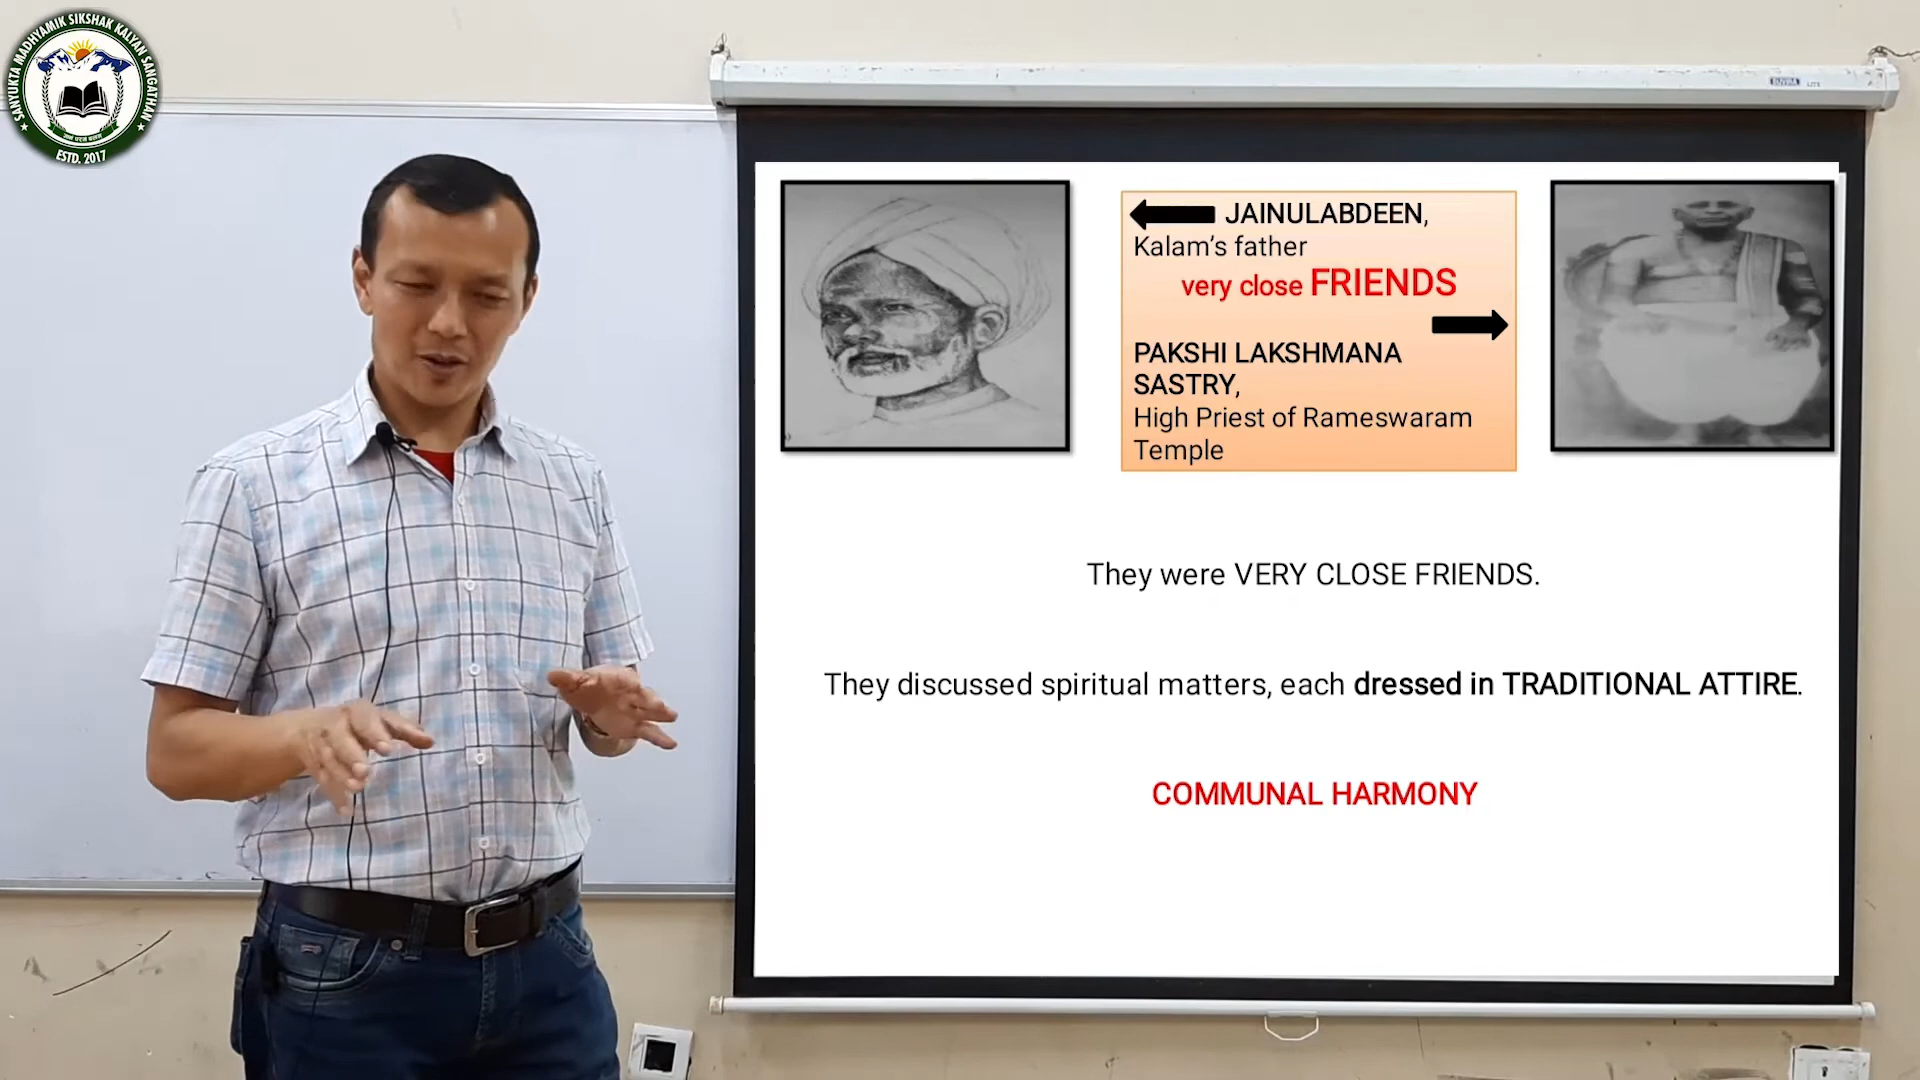 SANYUKTA MADHYAMIK SIKSHAK KALYAN SANGATHAN
ESTD. 2017
JAINULABDEEN,
Kalam's father
very close FRIENDS
PAKSHI LAKSHMANA
SASTRY,
High Priest of Rameswaram
Temple
They were VERY CLOSE FRIENDS.
They discussed spiritual matters, each dressed in TRADITIONAL ATTIRE.
COMMUNAL HARMONY